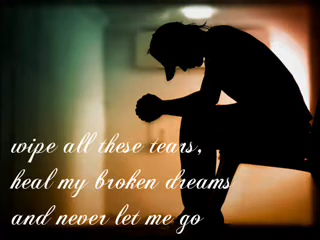 wipe all these tears,
heal my broken dreams
and never let me go